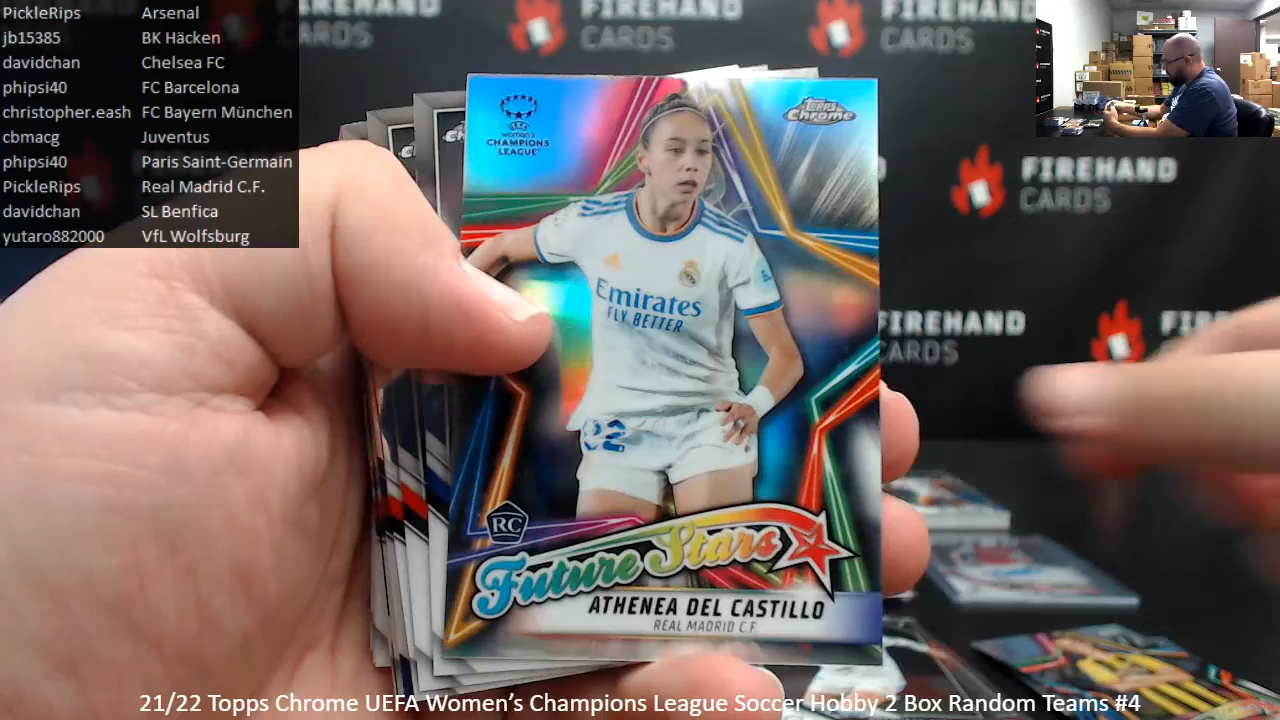 PickleRips Arsenal
jb15385 BK Häcken
davidchan Chelsea FC
phipsi40 FC Barcelona
christopher.eash FC Bayern München
cbmacg Juventus
phipsi40 Paris Saint-Germain
PickleRips Real Madrid C.F.
davidchan SL Benfica
yutaro882000 VfL Wolfsburg
FIREHAND
CARDS
FIREHAND
CARDS
FIREHAND
CARDS
FIREHAND
CARDS
UEFA
WOMEN'S
CHAMPIONS
LEAGUE
Topps
Chrome
Emirates
FLY BETTER
22
RC
Future Stars
ATHENEA DEL CASTILLO
REAL MADRID C.F.
21/22 Topps Chrome UEFA Women's Champions League Soccer Hobby 2 Box Random Teams #4